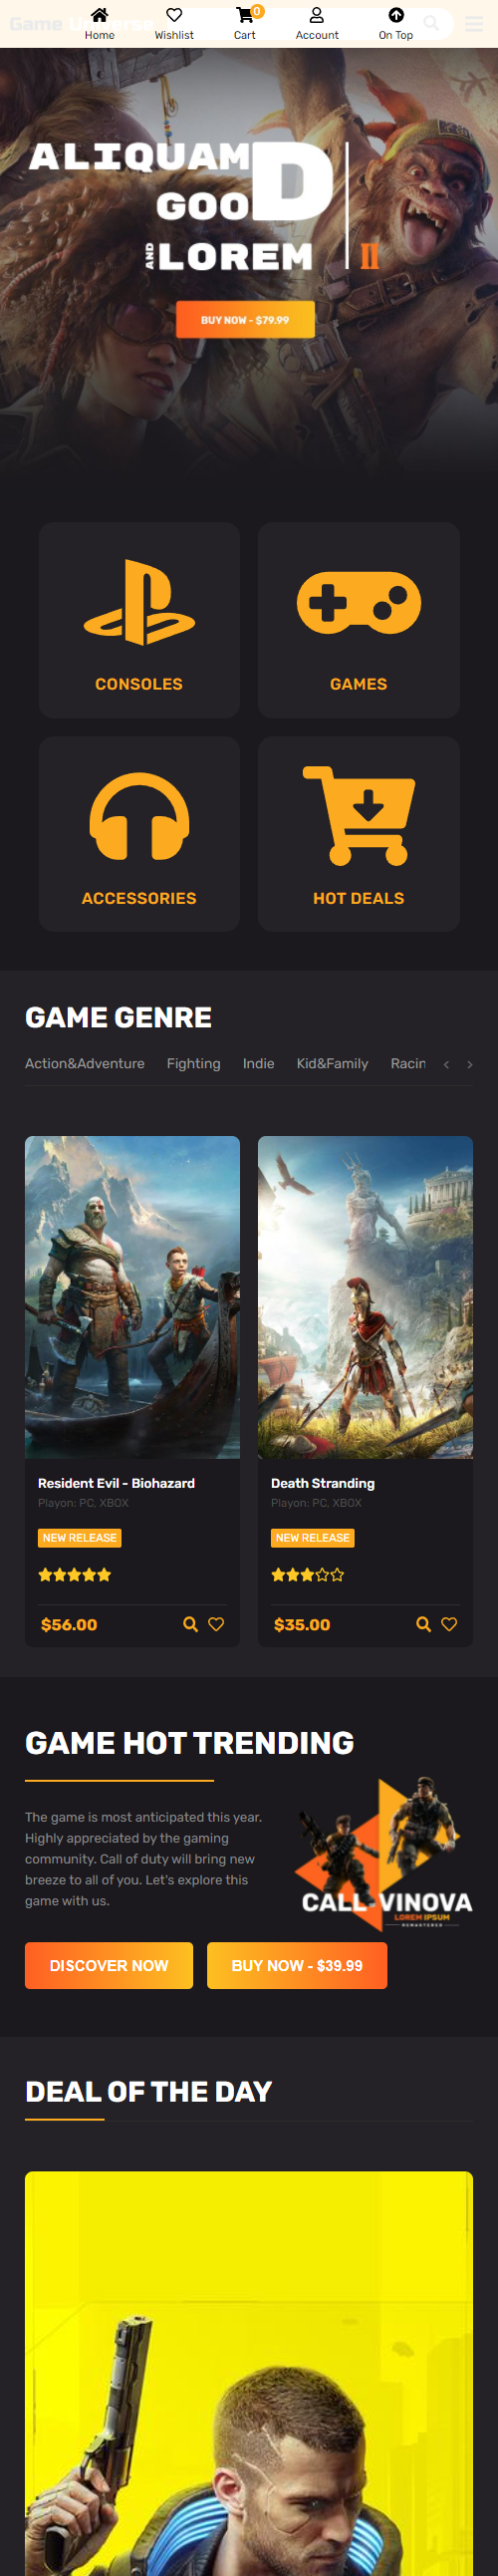 Game Universe
0
Home Wishlist Cart Account On Top
ALIQUAM
GOOD
AND LOREM II
BUY NOW - $79.99
CONSOLES GAMES
ACCESSORIES HOT DEALS
GAME GENRE
Action&Adventure Fighting Indie Kid&Family Racin
Resident Evil - Biohazard
Playon: PC, XBOX
NEW RELEASE
$56.00
Death Stranding
Playon: PC, XBOX
NEW RELEASE
$35.00
GAME HOT TRENDING
The game is most anticipated this year.
Highly appreciated by the gaming
community. Call of duty will bring new
breeze to all of you. Let's explore this
game with us.
CALL VINOVA
LOREM IPSUM
REMASTERED
DISCOVER NOW BUY NOW - $39.99
DEAL OF THE DAY